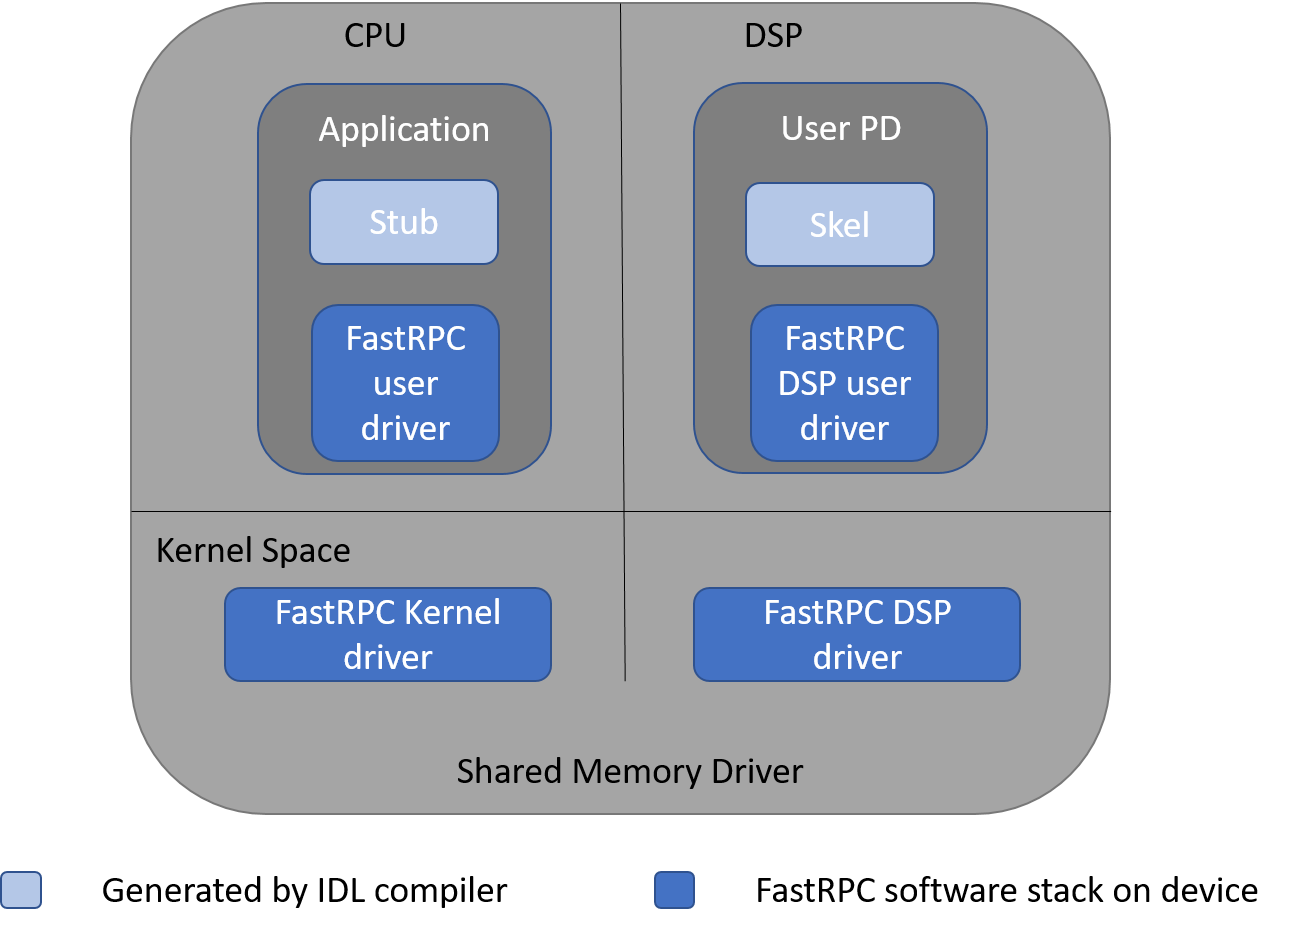 CPU
DSP
Application
User PD
Stub
Skel
FastRPC
user
driver
FastRPC
DSP user
driver
Kernel Space
FastRPC Kernel
driver
FastRPC DSP
driver
Shared Memory Driver
Generated by IDL compiler
FastRPC software stack on device